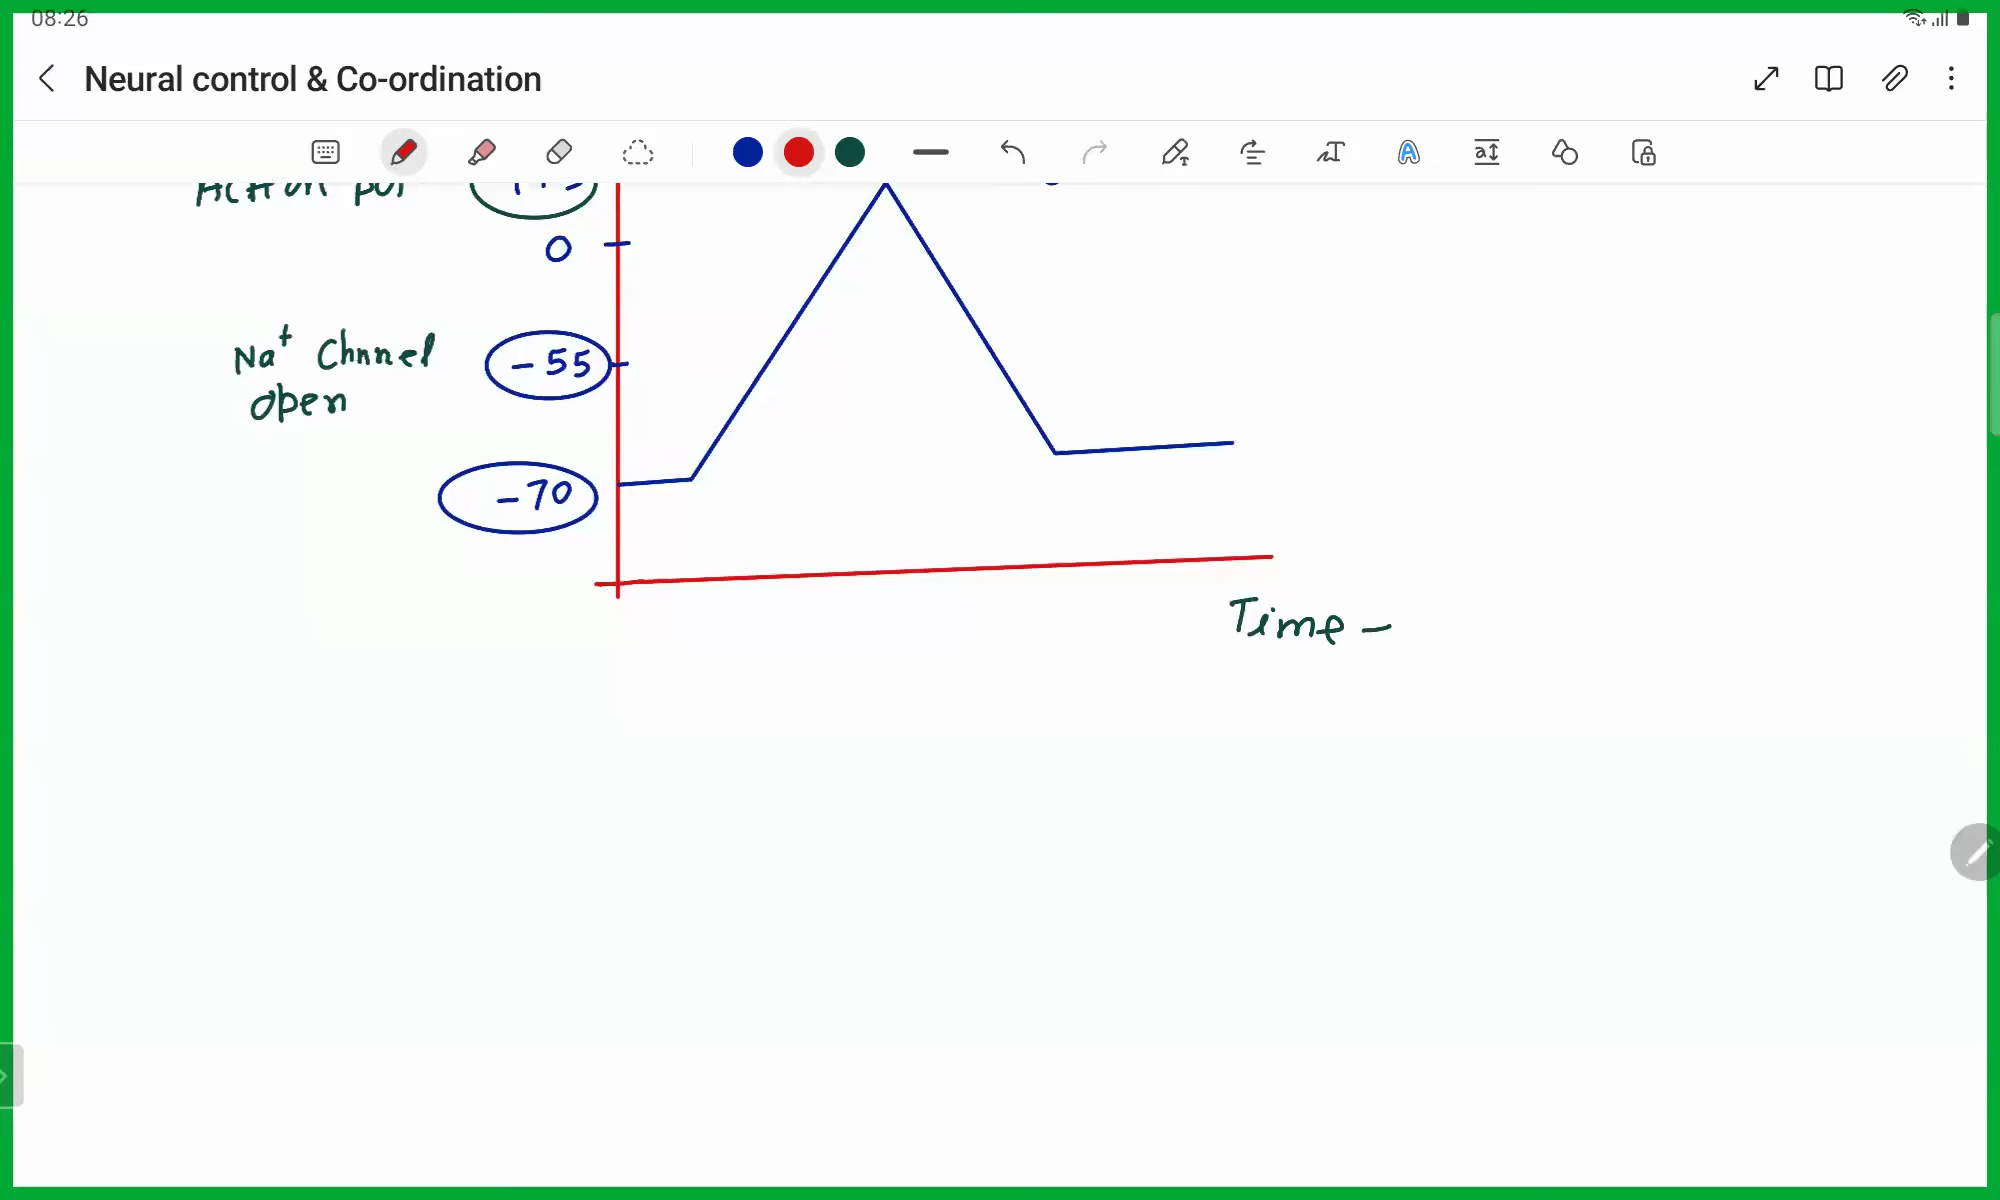 08:26
Neural control & Co-ordination
0
Na+ Chnnel
open
-55
-70
Time -